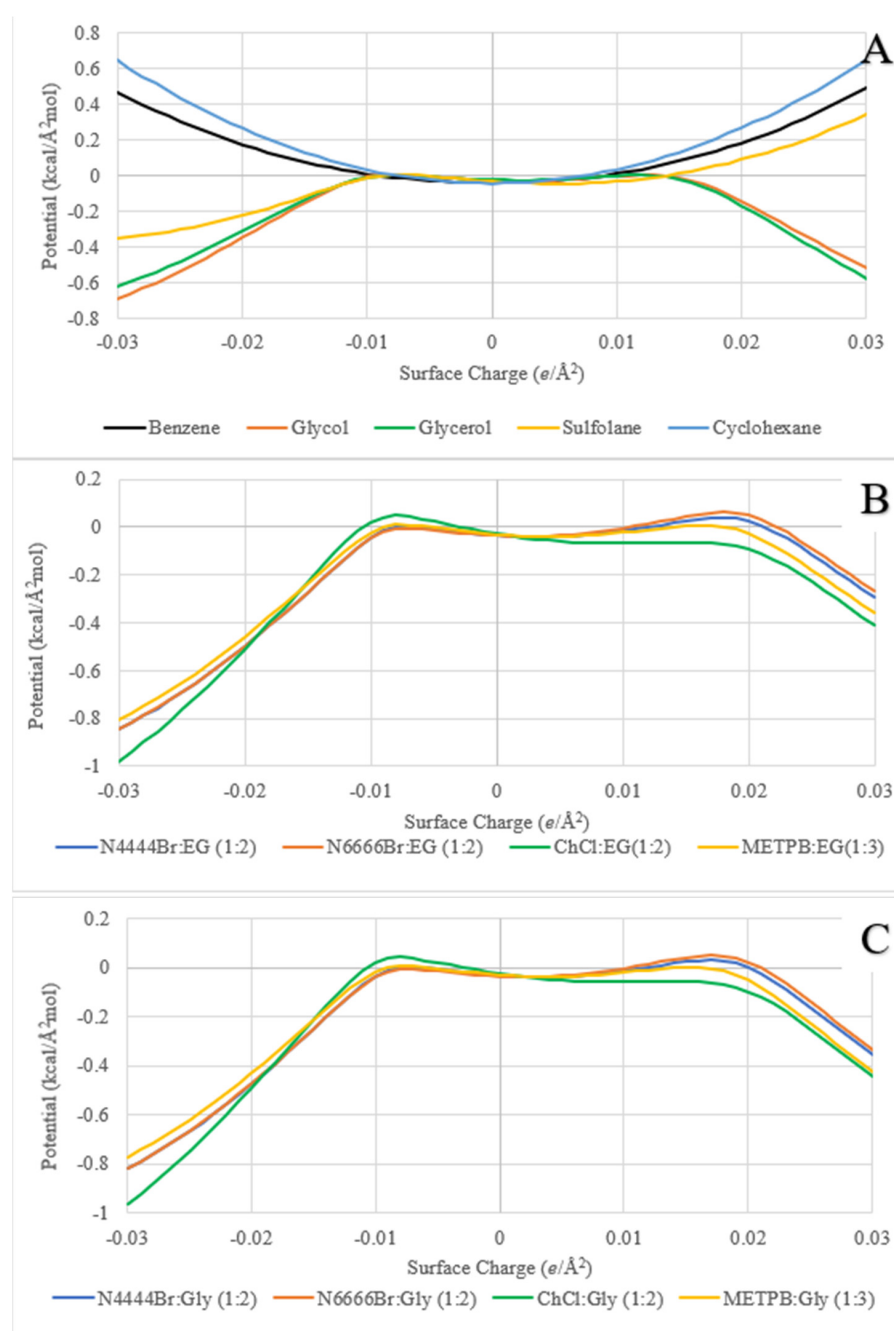 A
0.8
0.6
0.4
0.2
0
-0.2
-0.4
-0.6
-0.8
Potential (kcal/Å²mol)
-0.03 -0.02 -0.01 0 0.01 0.02 0.03
Surface Charge (e/Å²)
Benzene Glycol Glycerol Sulfolane Cyclohexane
B
0.2
0
-0.2
-0.4
-0.6
-0.8
-1
Potential (kcal/Å²mol)
-0.03 -0.02 -0.01 0 0.01 0.02 0.03
Surface Charge (e/Å²)
N4444Br:EG (1:2) N6666Br:EG (1:2) ChCl:EG(1:2) METPB:EG(1:3)
C
0.2
0
-0.2
-0.4
-0.6
-0.8
-1
Potential (kcal/Å²mol)
-0.03 -0.02 -0.01 0 0.01 0.02 0.03
Surface Charge (e/Å²)
N4444Br:Gly (1:2) N6666Br:Gly (1:2) ChCl:Gly (1:2) METPB:Gly (1:3)